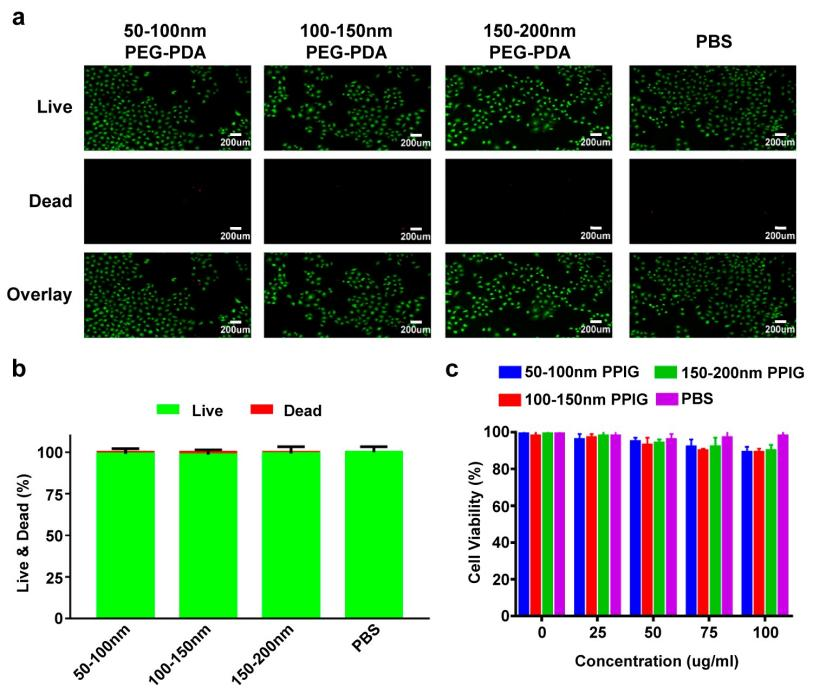 a
50-100nm
PEG-PDA
100-150nm
PEG-PDA
150-200nm
PEG-PDA
PBS
Live
200um
200um
200um
200um
Dead
200um
200um
200um
200um
Overlay
200um
200um
200um
200um
b
Live
Dead
Live & Dead (%)
100
75
50
25
0
50-100nm
100-150nm
150-200nm
PBS
c
50-100nm PPIG
150-200nm PPIG
100-150nm PPIG
PBS
Cell Viability (%)
100
80
60
40
20
0
0
25
50
75
100
Concentration (ug/ml)